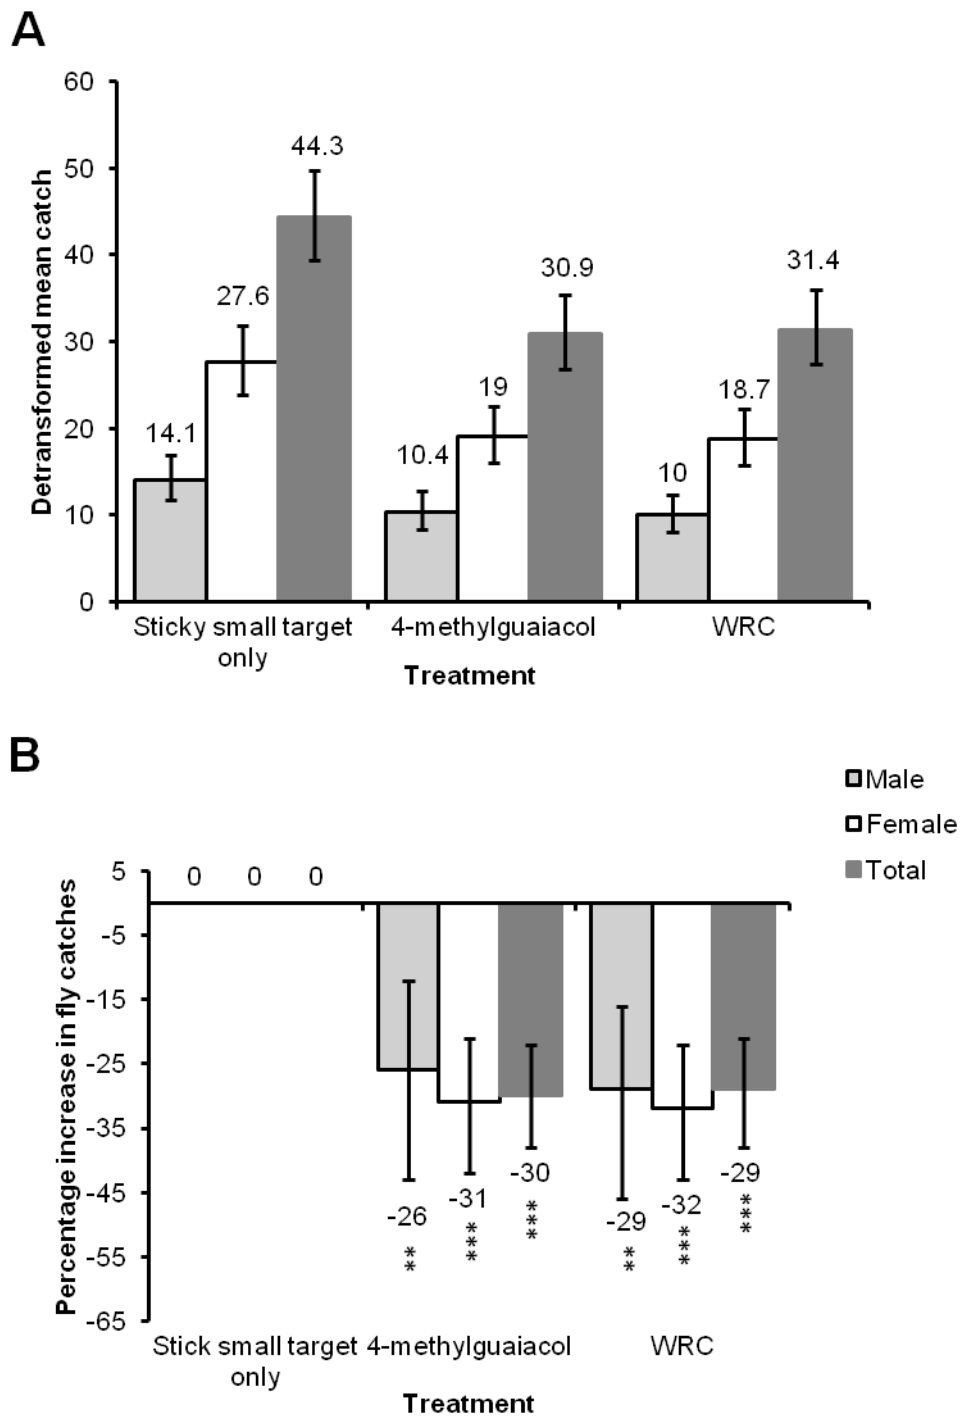 A
60
50
40
30
20
10
0
Detransformed mean catch
14.1
27.6
44.3
10.4
19
30.9
10
18.7
31.4
Sticky small target
only
4-methylguaiacol
WRC
Treatment
B
Male
Female
Total
5
-5
-15
-25
-35
-45
-55
-65
Percentage increase in fly catches
0
0
0
-26
**
-31
***
-30
***
-29
**
-32
***
-29
***
Stick small target
only
4-methylguaiacol
WRC
Treatment